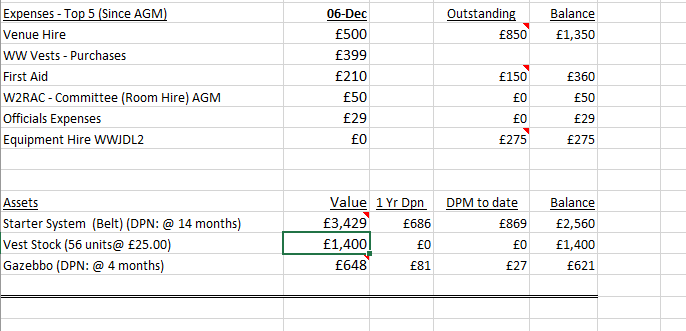 Expenses - Top 5 (Since AGM) 06-Dec Outstanding Balance
Venue Hire £500 £850 £1,350
WW Vests - Purchases £399
First Aid £210 £150 £360
W2RAC - Committee (Room Hire) AGM £50 £0 £50
Officials Expenses £29 £0 £29
Equipment Hire WWJDL2 £0 £275 £275
Assets Value 1 Yr Dpn DPM to date Balance
Starter System (Belt) (DPN: @ 14 months) £3,429 £686 £869 £2,560
Vest Stock (56 units@ £25.00) £1,400 £0 £0 £1,400
Gazebbo (DPN: @ 4 months) £648 £81 £27 £621